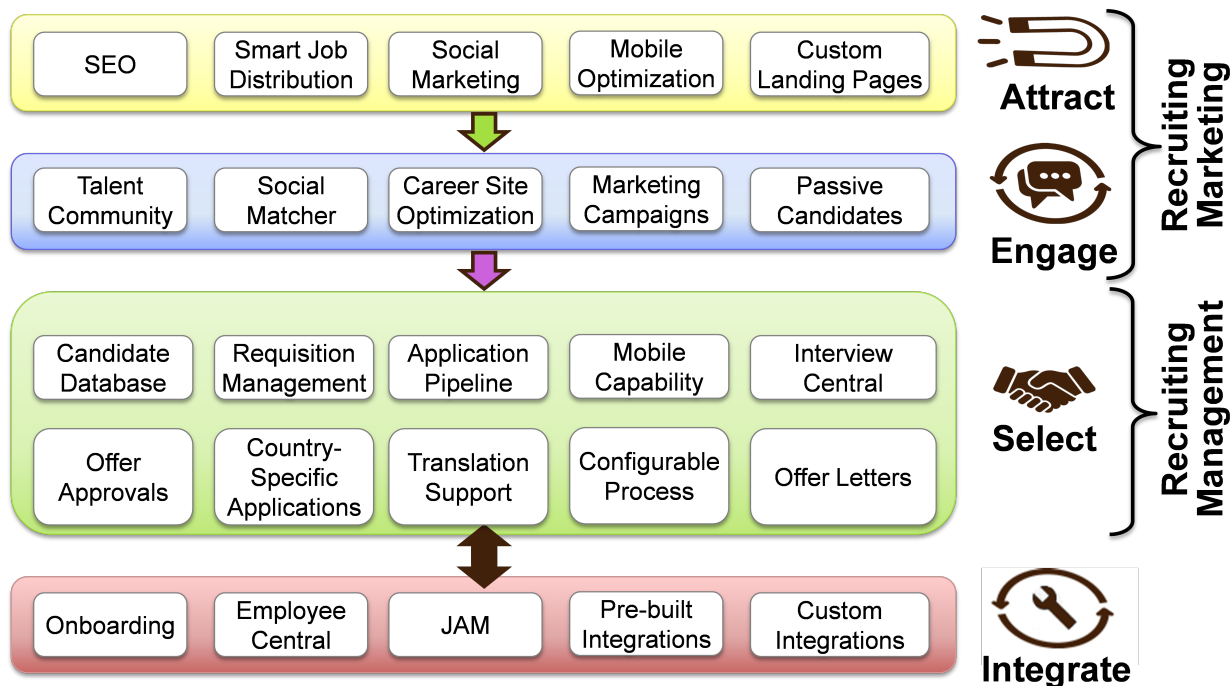 SEO
Smart Job
Distribution
Social
Marketing
Mobile
Optimization
Custom
Landing Pages
Attract
Talent
Community
Social
Matcher
Career Site
Optimization
Marketing
Campaigns
Passive
Candidates
Engage
Recruiting
Marketing
Candidate
Database
Requisition
Management
Application
Pipeline
Mobile
Capability
Interview
Central
Offer
Approvals
Country-
Specific
Applications
Translation
Support
Configurable
Process
Offer Letters
Select
Recruiting
Management
Onboarding
Employee
Central
JAM
Pre-built
Integrations
Custom
Integrations
Integrate